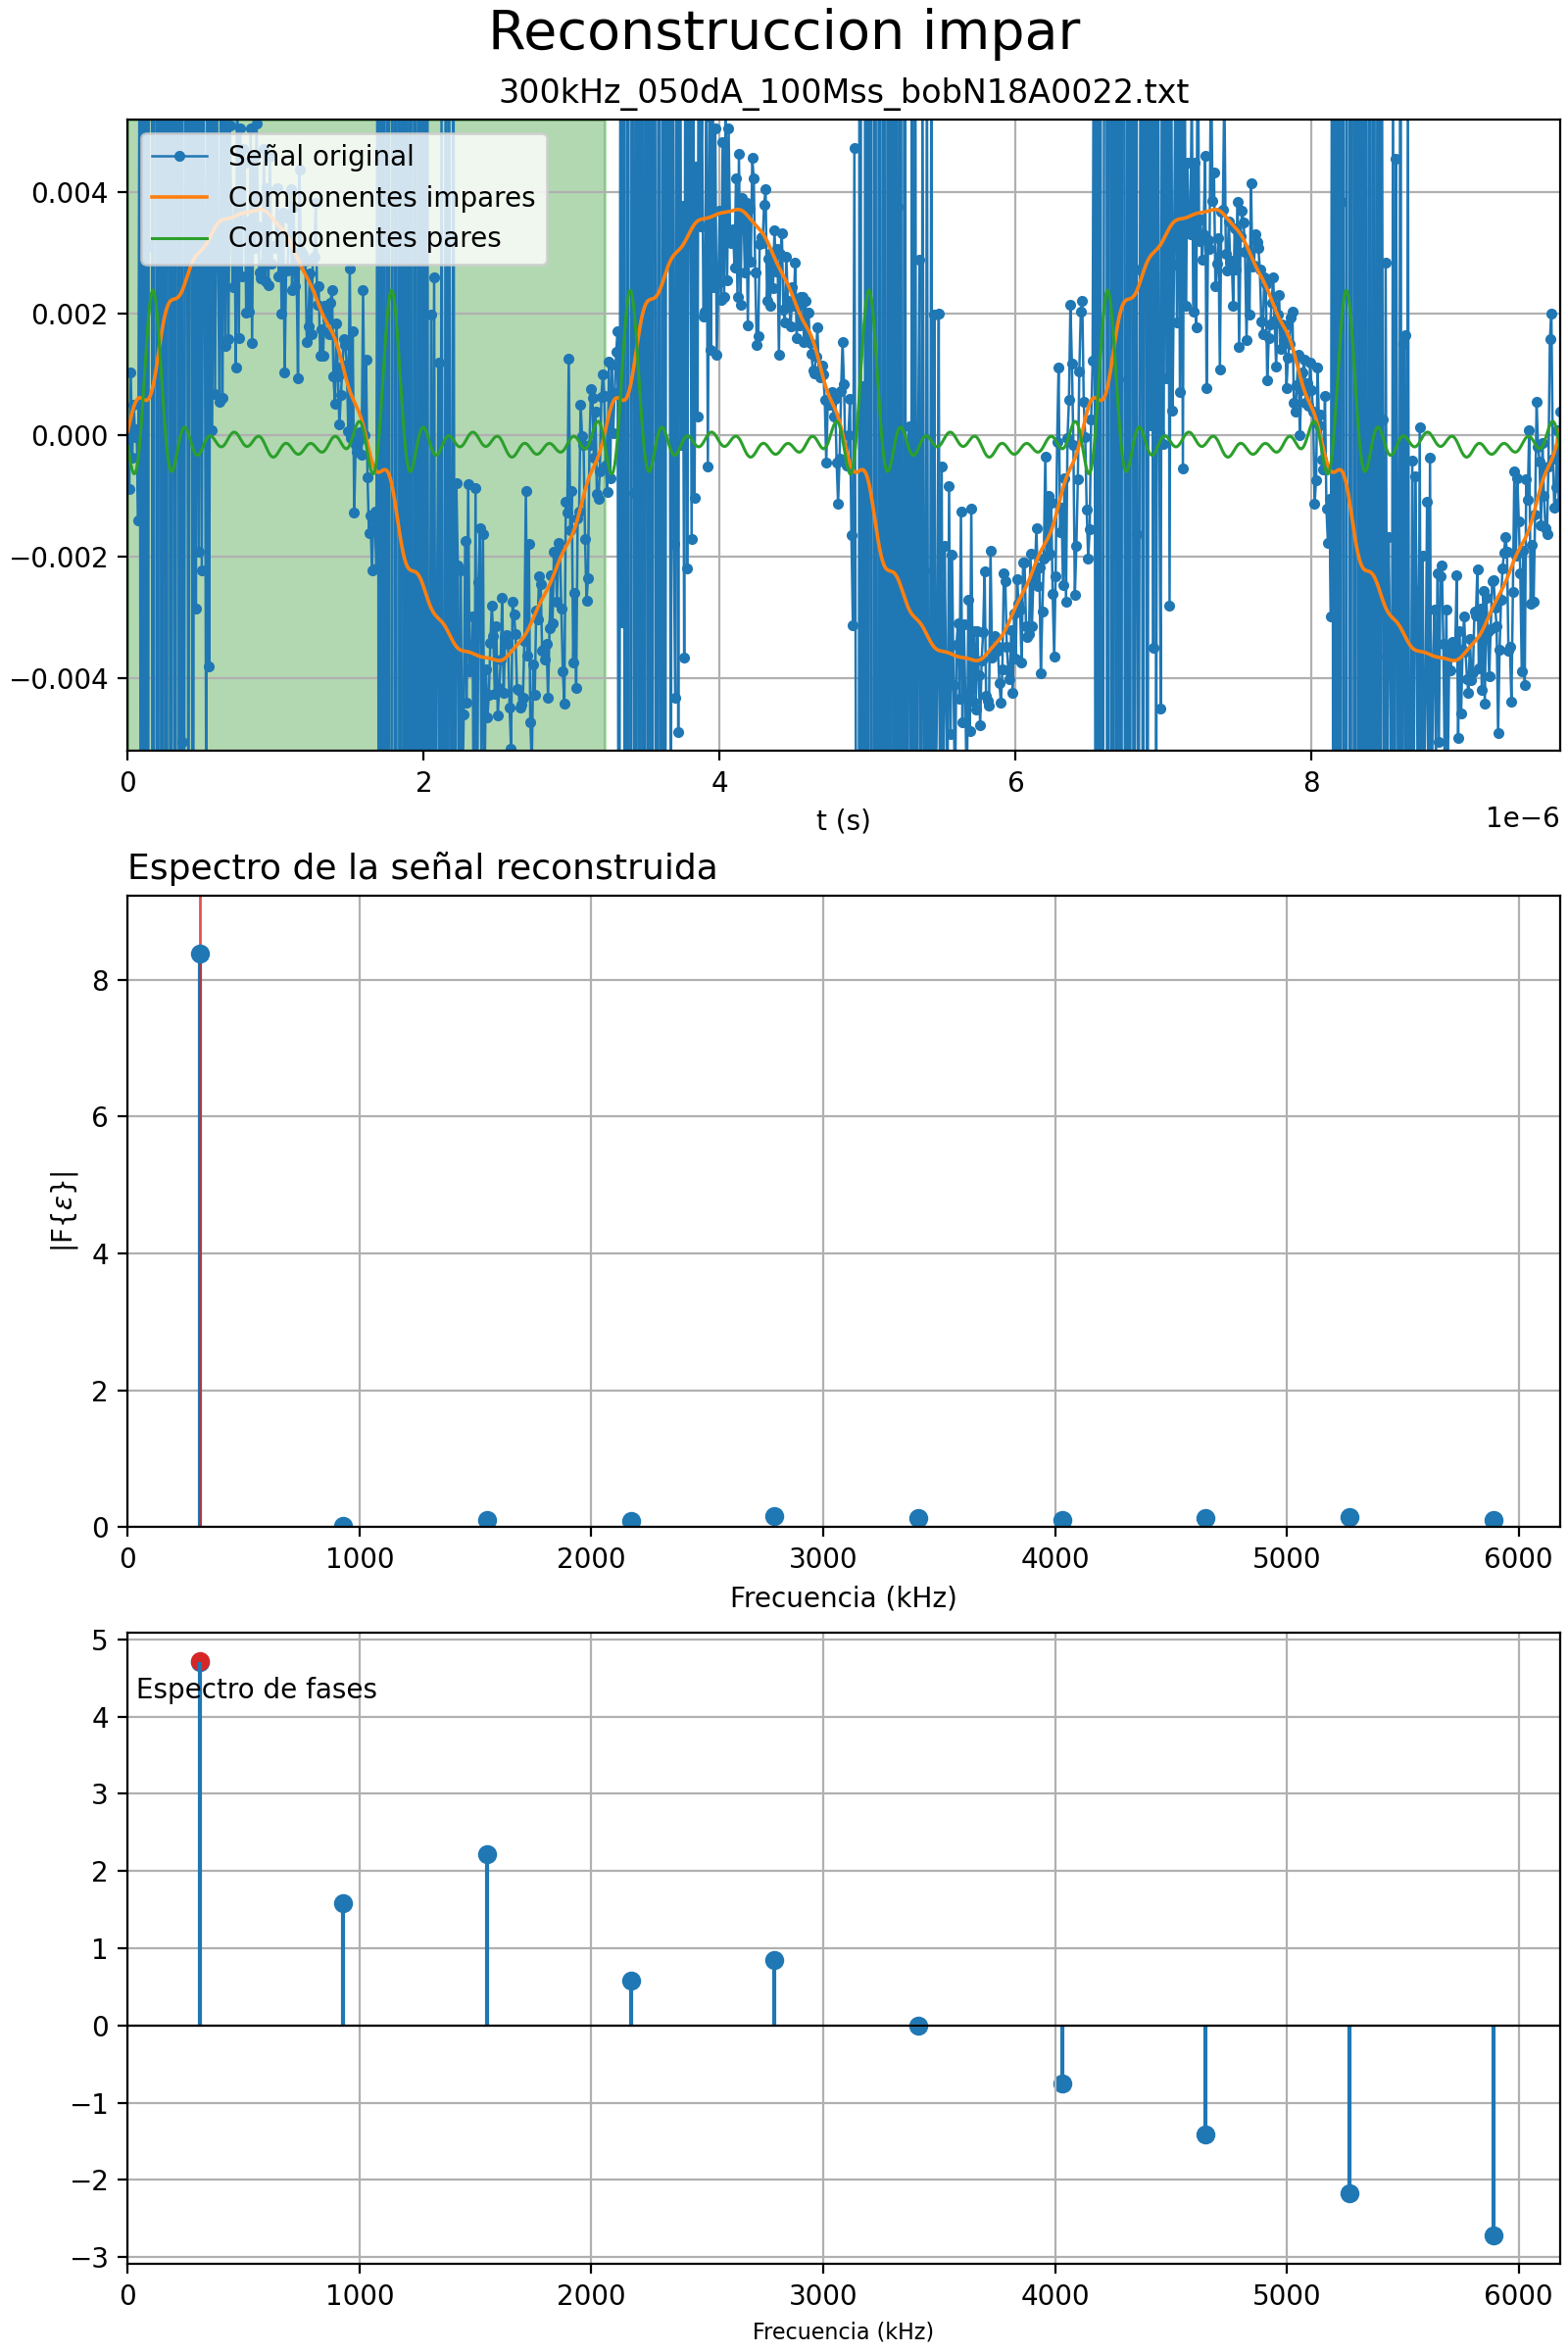 Reconstruccion impar
300kHz_050dA_100Mss_bobN18A0022.txt
Señal original
Componentes impares
Componentes pares
0.004
0.002
0.000
−0.002
−0.004
0 2 4 6 8
t (s)
1e−6
Espectro de la señal reconstruida
8
6
4
2
0
|F{ε}|
0 1000 2000 3000 4000 5000 6000
Frecuencia (kHz)
Espectro de fases
5
4
3
2
1
0
−1
−2
−3
0 1000 2000 3000 4000 5000 6000
Frecuencia (kHz)